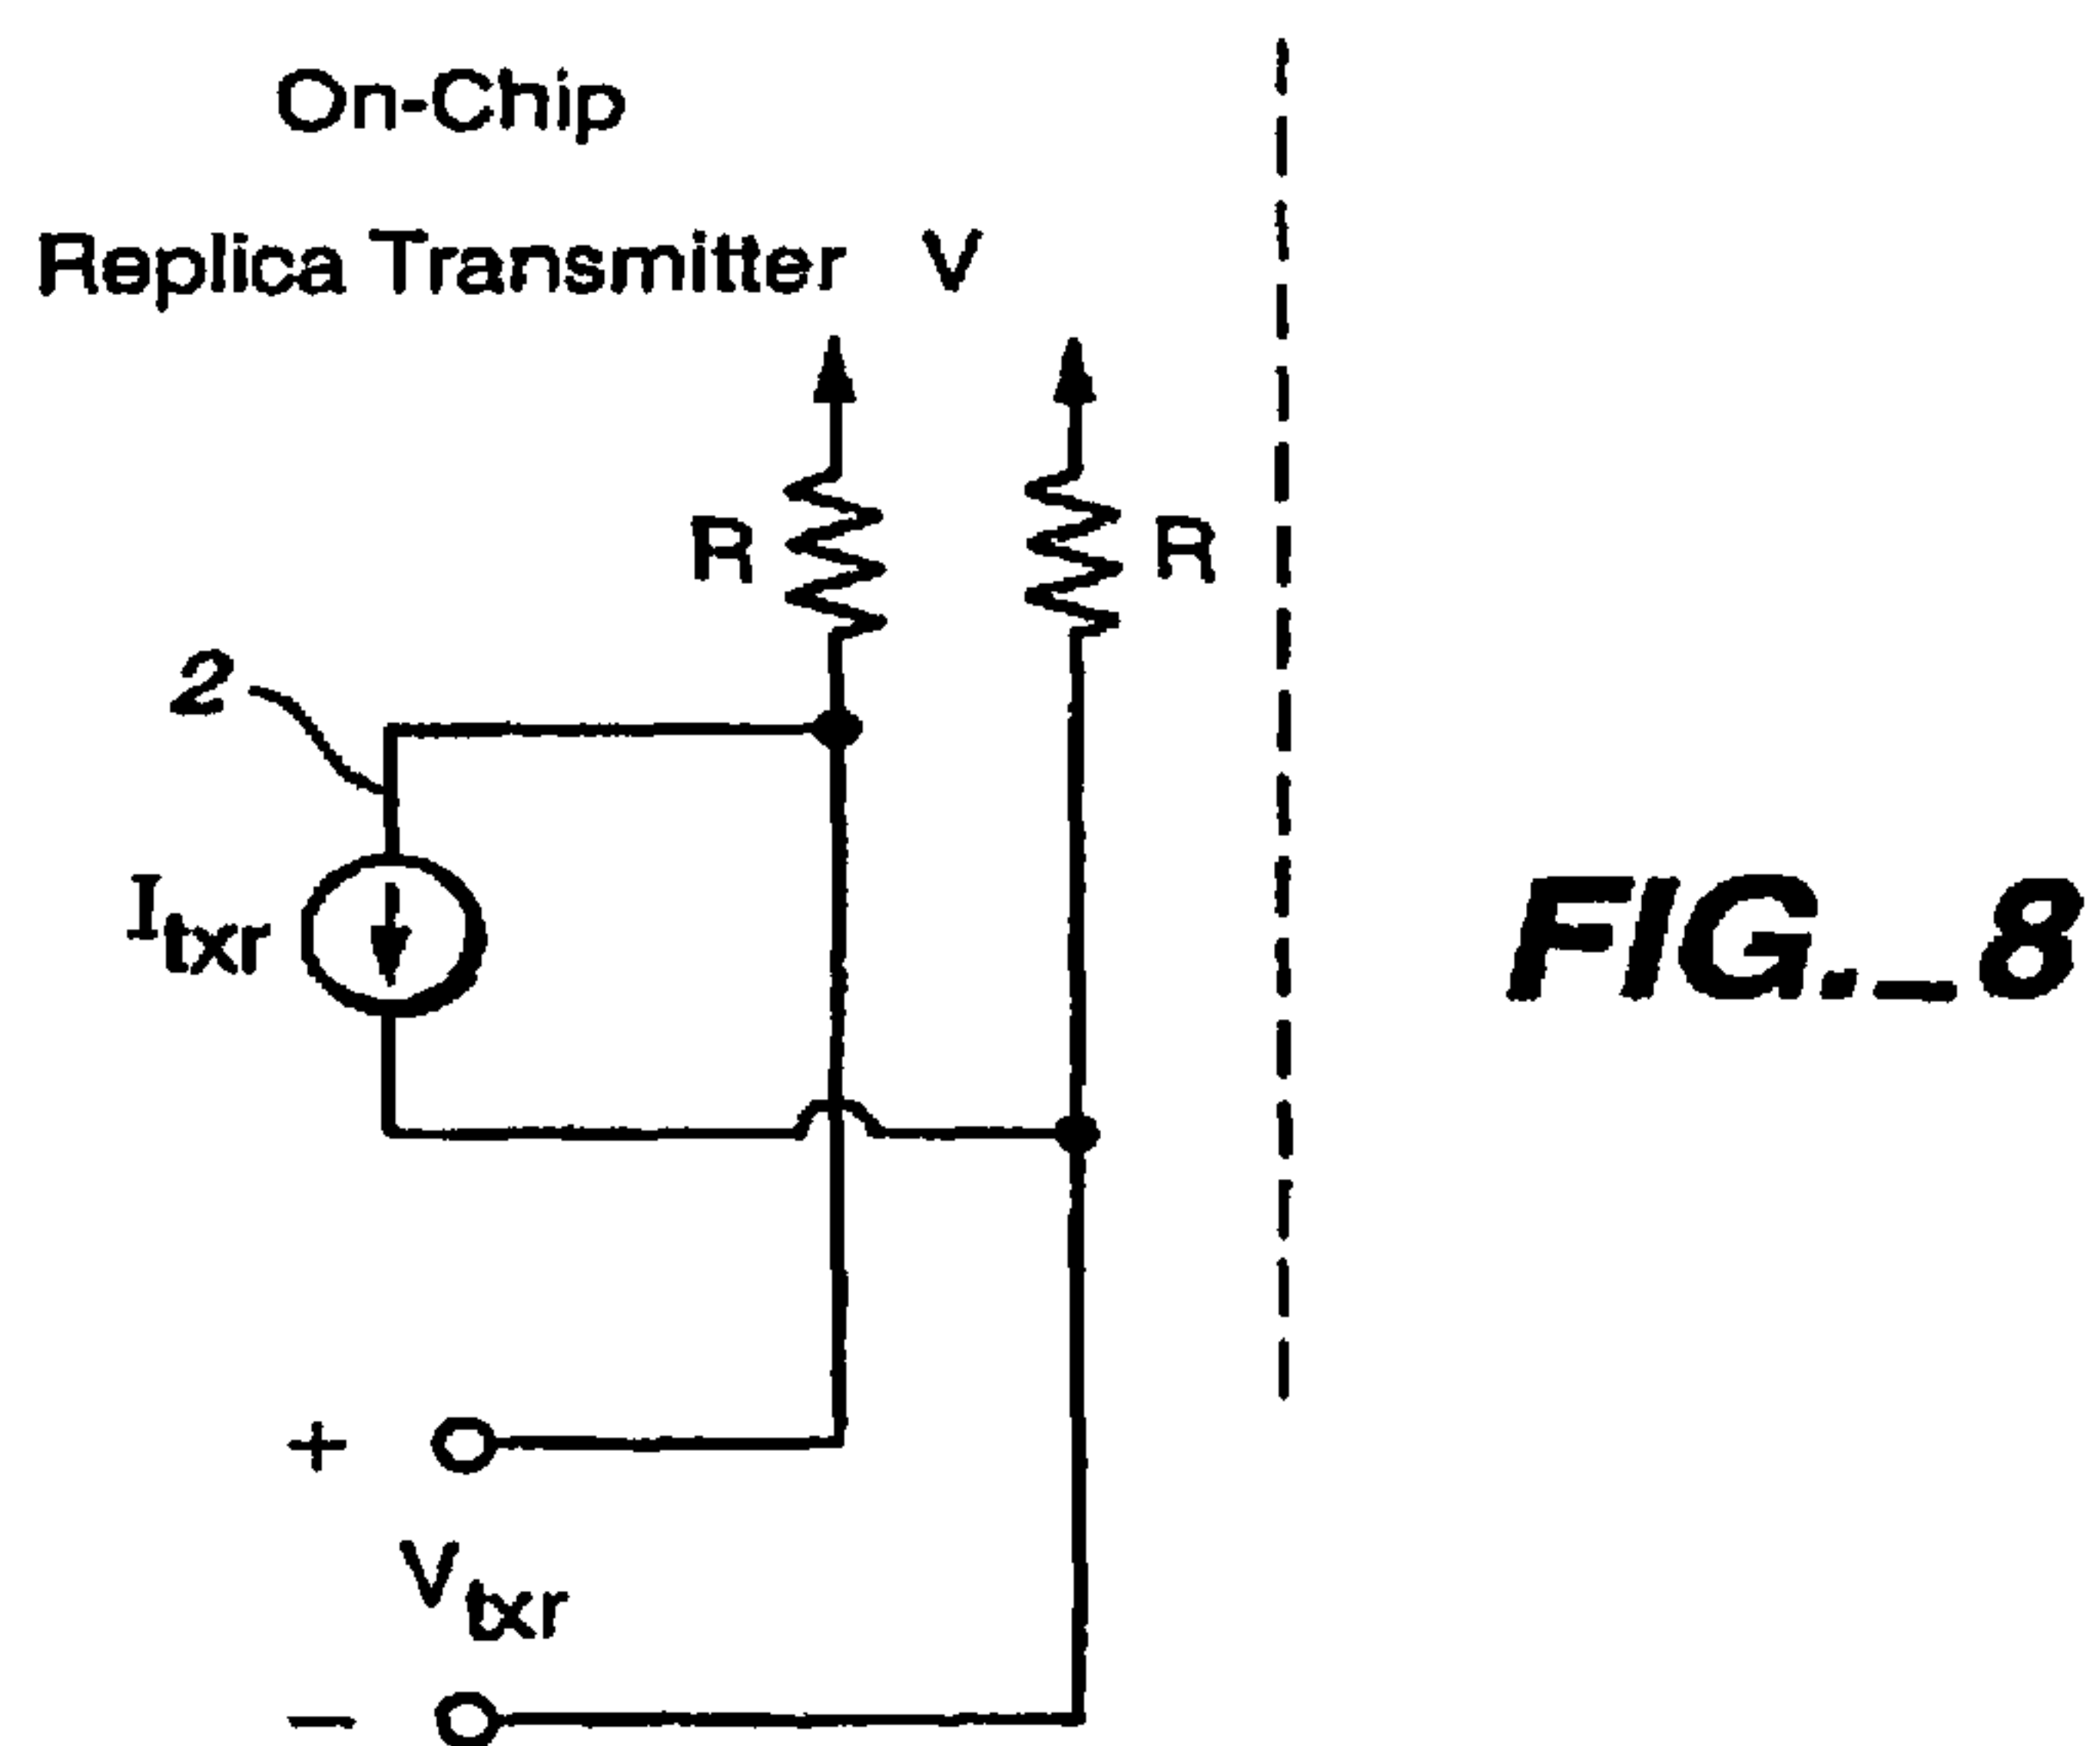 On-Chip
Replica Transmitter V
R R
2
Itxr
FIG._8
+
Vtxr
−